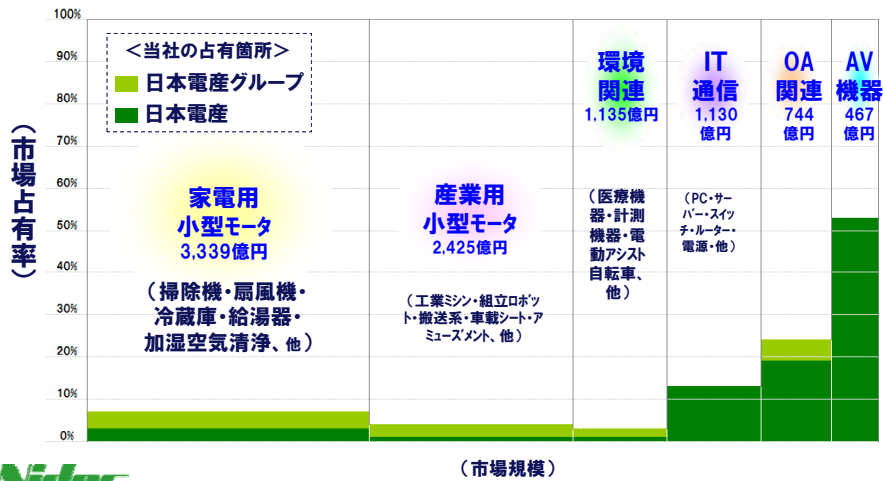 100%
90%
80%
70%
60%
50%
40%
30%
20%
10%
0%
(市場占有率)
<当社の占有箇所>
日本電産グループ
日本電産
家電用
小型モータ
3,339億円
(掃除機・扇風機・
冷蔵庫・給湯器・
加湿空気清浄、他)
産業用
小型モータ
2,425億円
(工業ミシン・組立ロボッ
ト・搬送系・車載シート・ア
ミューズメント、他)
環境
関連
1,135億円
(医療機
器・計測
機器・電
動アシスト
自転車、
他)
IT
通信
1,130
億円
(PC・サー
バー・スイッ
チ・ルーター・
電源・他)
OA
関連
744
億円
AV
機器
467
億円
(市場規模)
Nidec